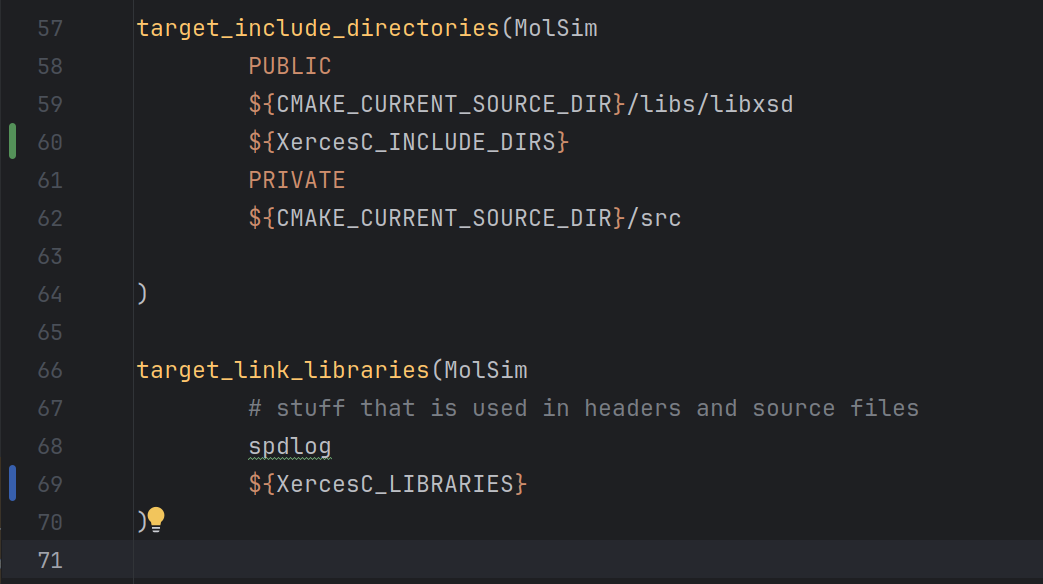 57 target_include_directories(MolSim
58 PUBLIC
59 ${CMAKE_CURRENT_SOURCE_DIR}/libs/libxsd
60 ${XercesC_INCLUDE_DIRS}
61 PRIVATE
62 ${CMAKE_CURRENT_SOURCE_DIR}/src
63
64 )
65
66 target_link_libraries(MolSim
67 # stuff that is used in headers and source files
68 spdlog
69 ${XercesC_LIBRARIES}
70 )
71